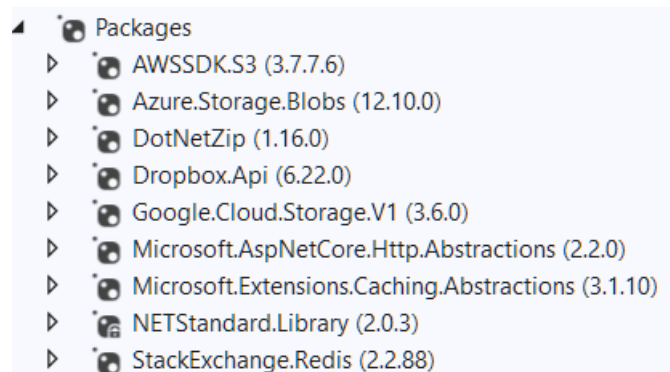 Packages
AWSSDK.S3 (3.7.7.6)
Azure.Storage.Blobs (12.10.0)
DotNetZip (1.16.0)
Dropbox.Api (6.22.0)
Google.Cloud.Storage.V1 (3.6.0)
Microsoft.AspNetCore.Http.Abstractions (2.2.0)
Microsoft.Extensions.Caching.Abstractions (3.1.10)
NETStandard.Library (2.0.3)
StackExchange.Redis (2.2.88)